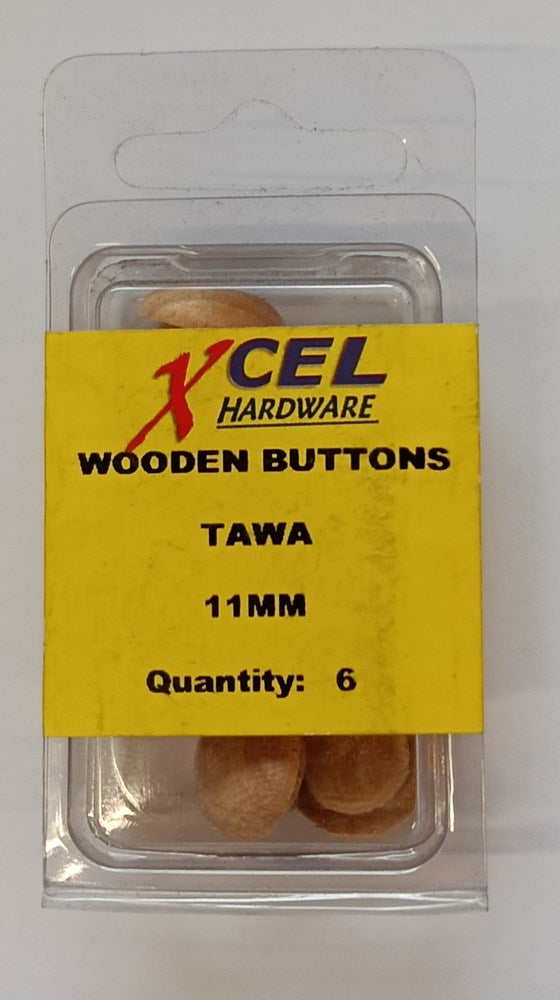 XCEL
HARDWARE
WOODEN BUTTONS
TAWA
11MM
Quantity: 6